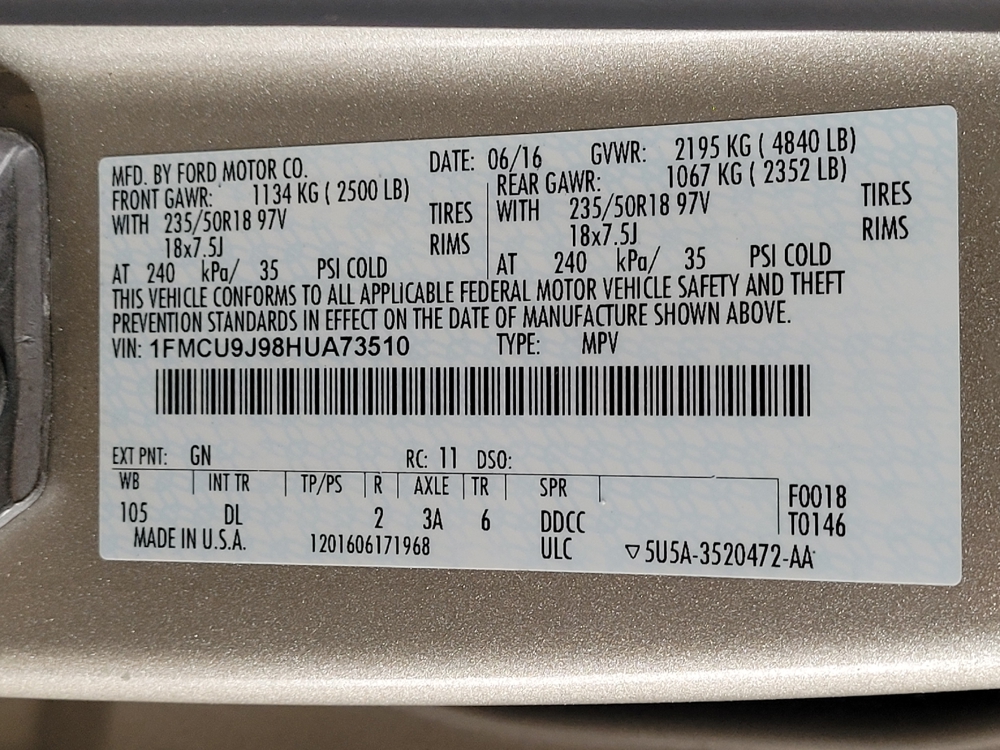 MFD. BY FORD MOTOR CO. DATE: 06/16 GVWR: 2195 KG ( 4840 LB)
FRONT GAWR: 1134 KG ( 2500 LB) REAR GAWR: 1067 KG ( 2352 LB)
WITH 235/50R18 97V TIRES WITH 235/50R18 97V TIRES
18x7.5J RIMS 18x7.5J RIMS
AT 240 kPa/ 35 PSI COLD AT 240 kPa/ 35 PSI COLD
THIS VEHICLE CONFORMS TO ALL APPLICABLE FEDERAL MOTOR VEHICLE SAFETY AND THEFT
PREVENTION STANDARDS IN EFFECT ON THE DATE OF MANUFACTURE SHOWN ABOVE.
VIN: 1FMCU9J98HUA73510 TYPE: MPV
EXT PNT: GN RC: 11 DSO:
WB INT TR TP/PS R AXLE TR SPR F0018
105 DL 2 3A 6 DDCC T0146
MADE IN U.S.A. 1201606171968 ULC ▽5U5A-3520472-AA